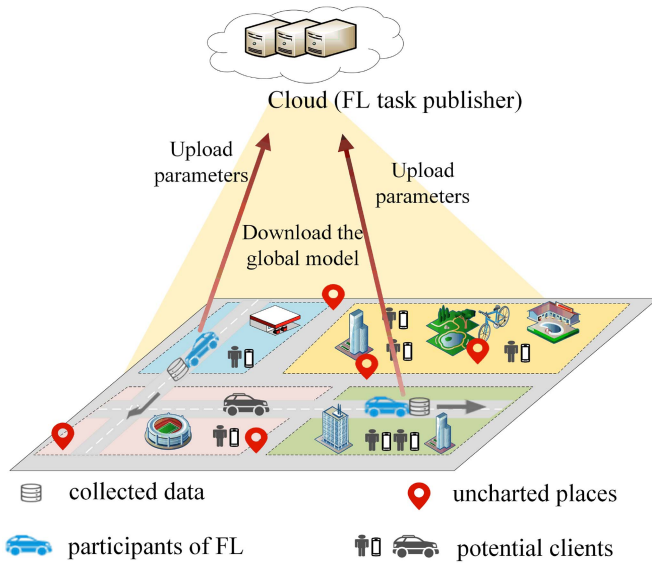 Cloud (FL task publisher)
Upload
parameters
Upload
parameters
Download the
global model
collected data
uncharted places
participants of FL
potential clients